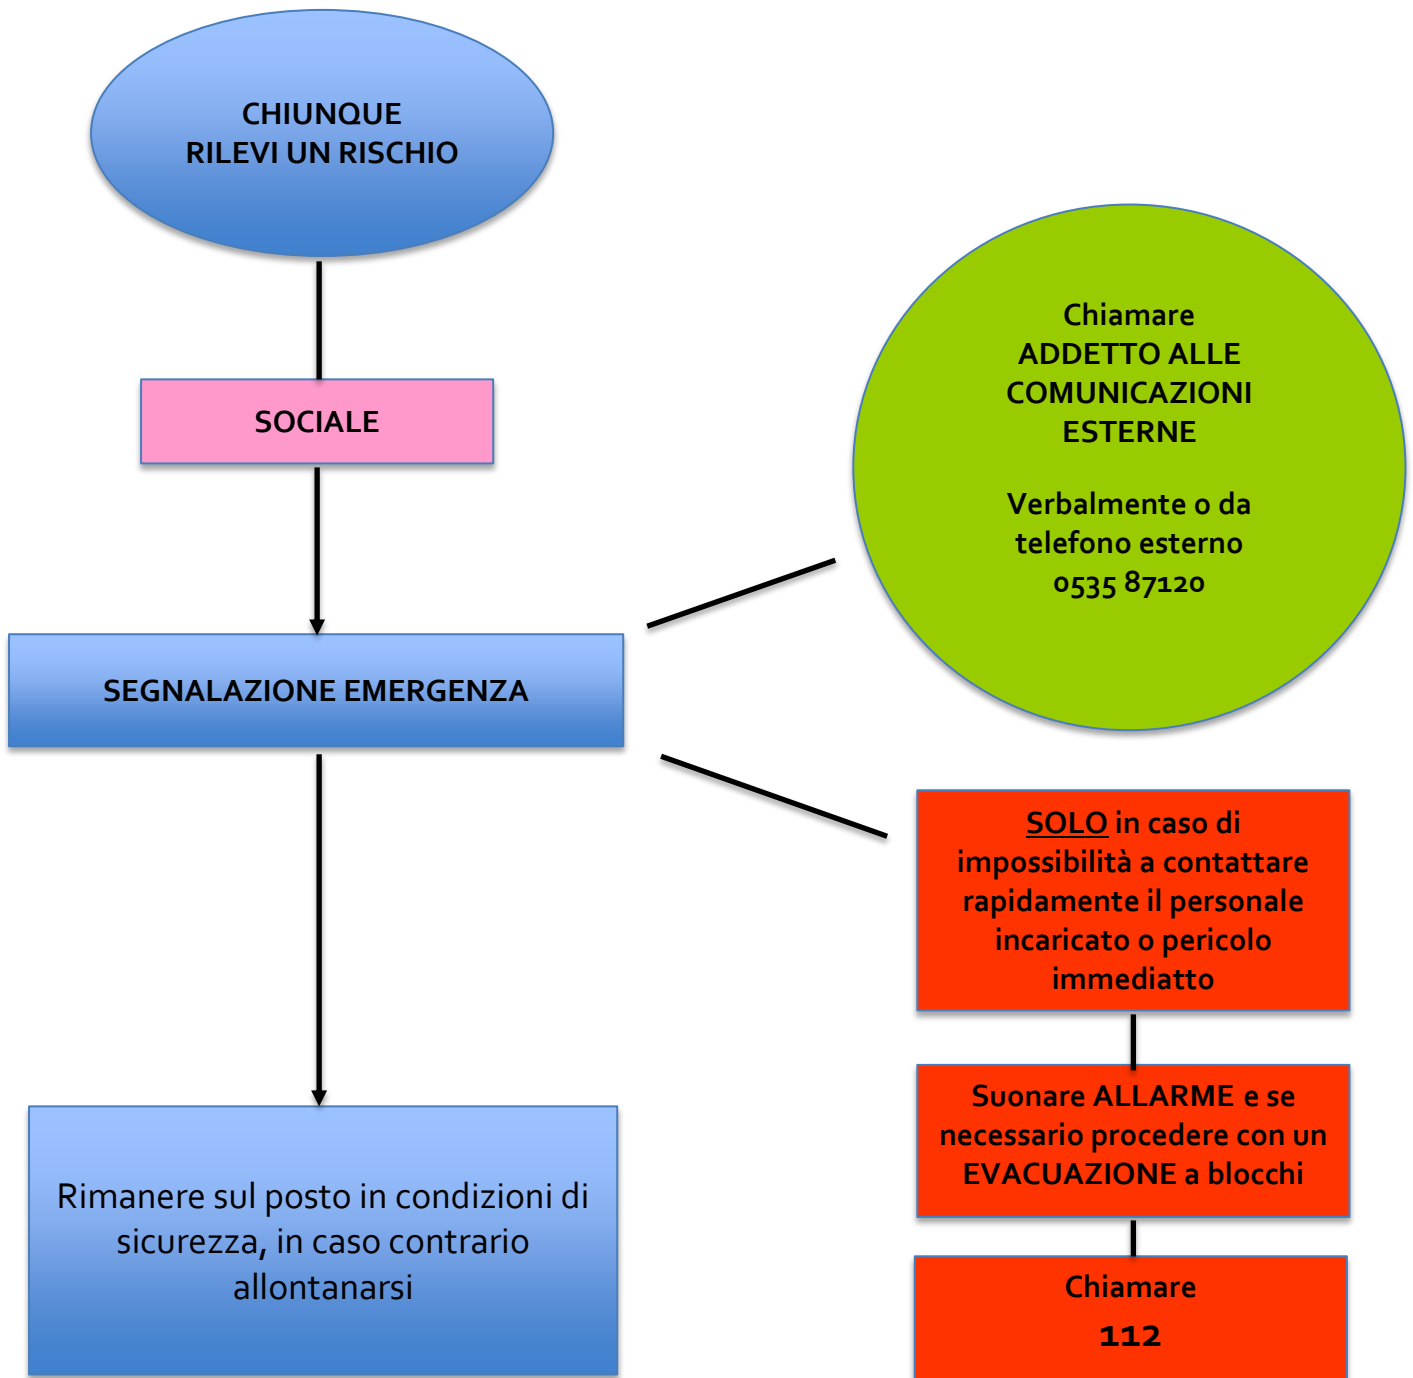 CHIUNQUE
RILEVI UN RISCHIO
SOCIALE
SEGNALAZIONE EMERGENZA
Rimanere sul posto in condizioni di
sicurezza, in caso contrario
allontanarsi
Chiamare
ADDETTO ALLE
COMUNICAZIONI
ESTERNE
Verbalmente o da
telefono esterno
0535 87120
SOLO in caso di
impossibilità a contattare
rapidamente il personale
incaricato o pericolo
immediatto
Suonare ALLARME e se
necessario procedere con un
EVACUAZIONE a blocchi
Chiamare
112